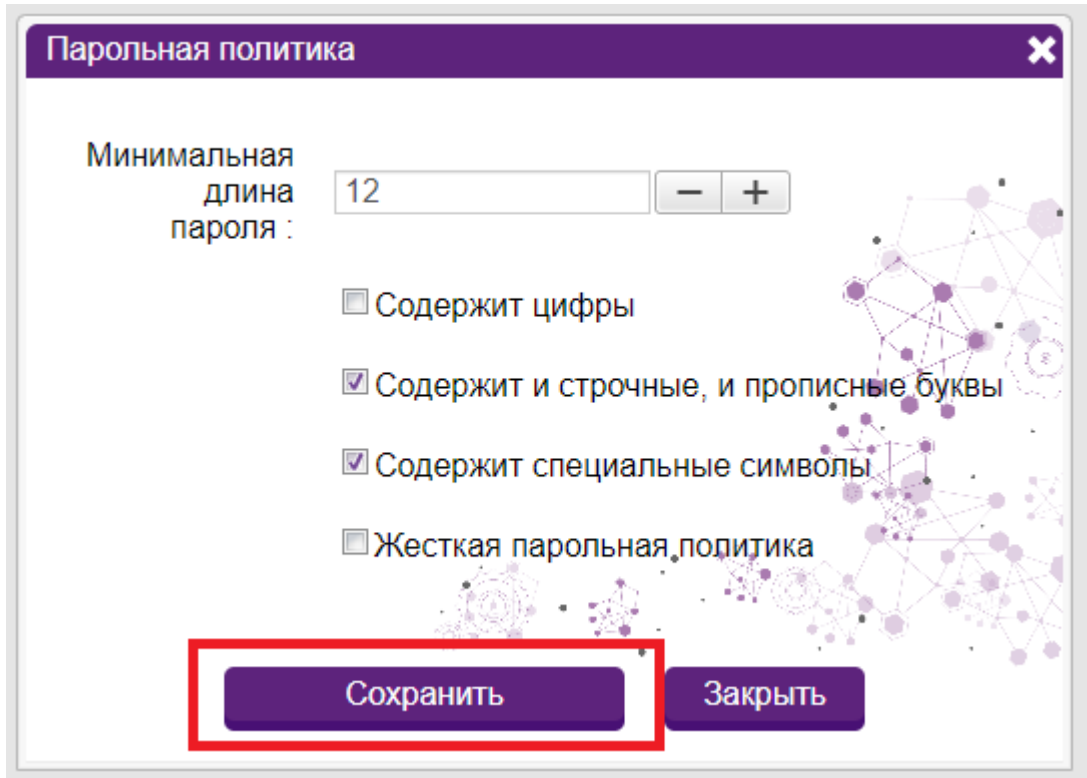 Парольная политика
Минимальная
длина
пароля :
12
Содержит цифры
Содержит и строчные, и прописные буквы
Содержит специальные символы
Жесткая парольная политика
Сохранить
Закрыть